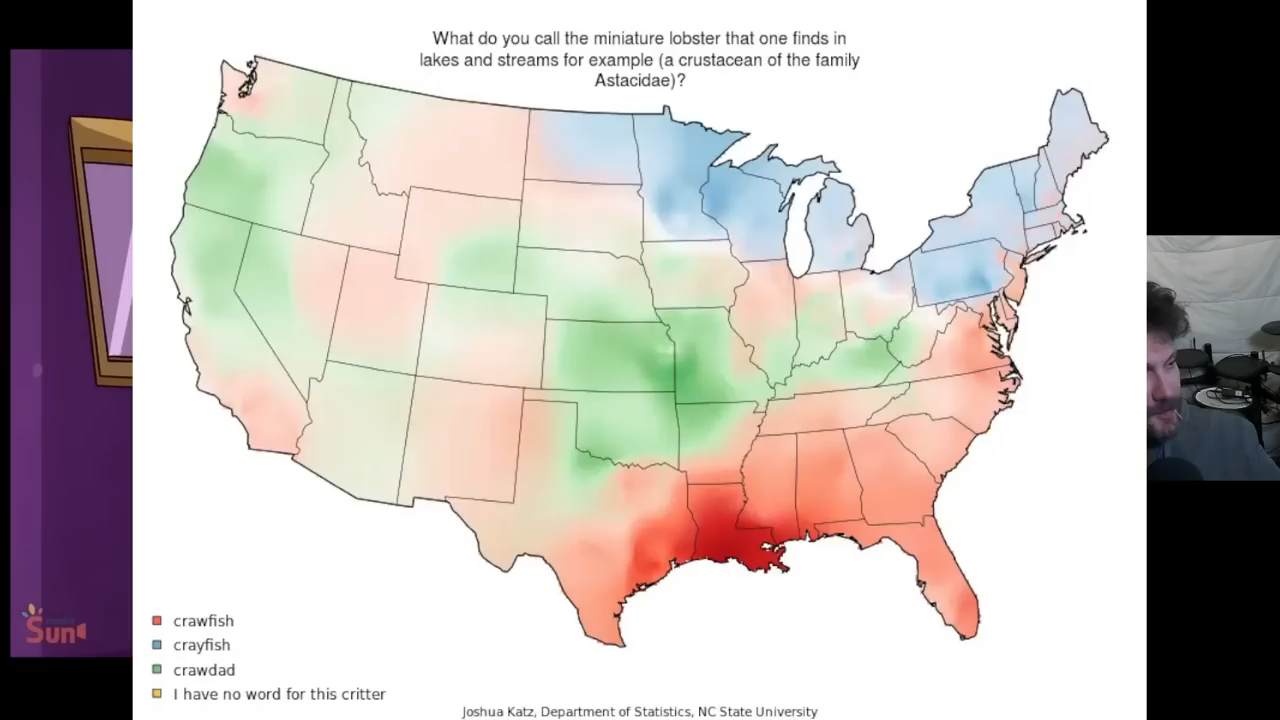 What do you call the miniature lobster that one finds in
lakes and streams for example (a crustacean of the family
Astacidae)?
crawfish
crayfish
crawdad
I have no word for this critter
Joshua Katz, Department of Statistics, NC State University
Sun